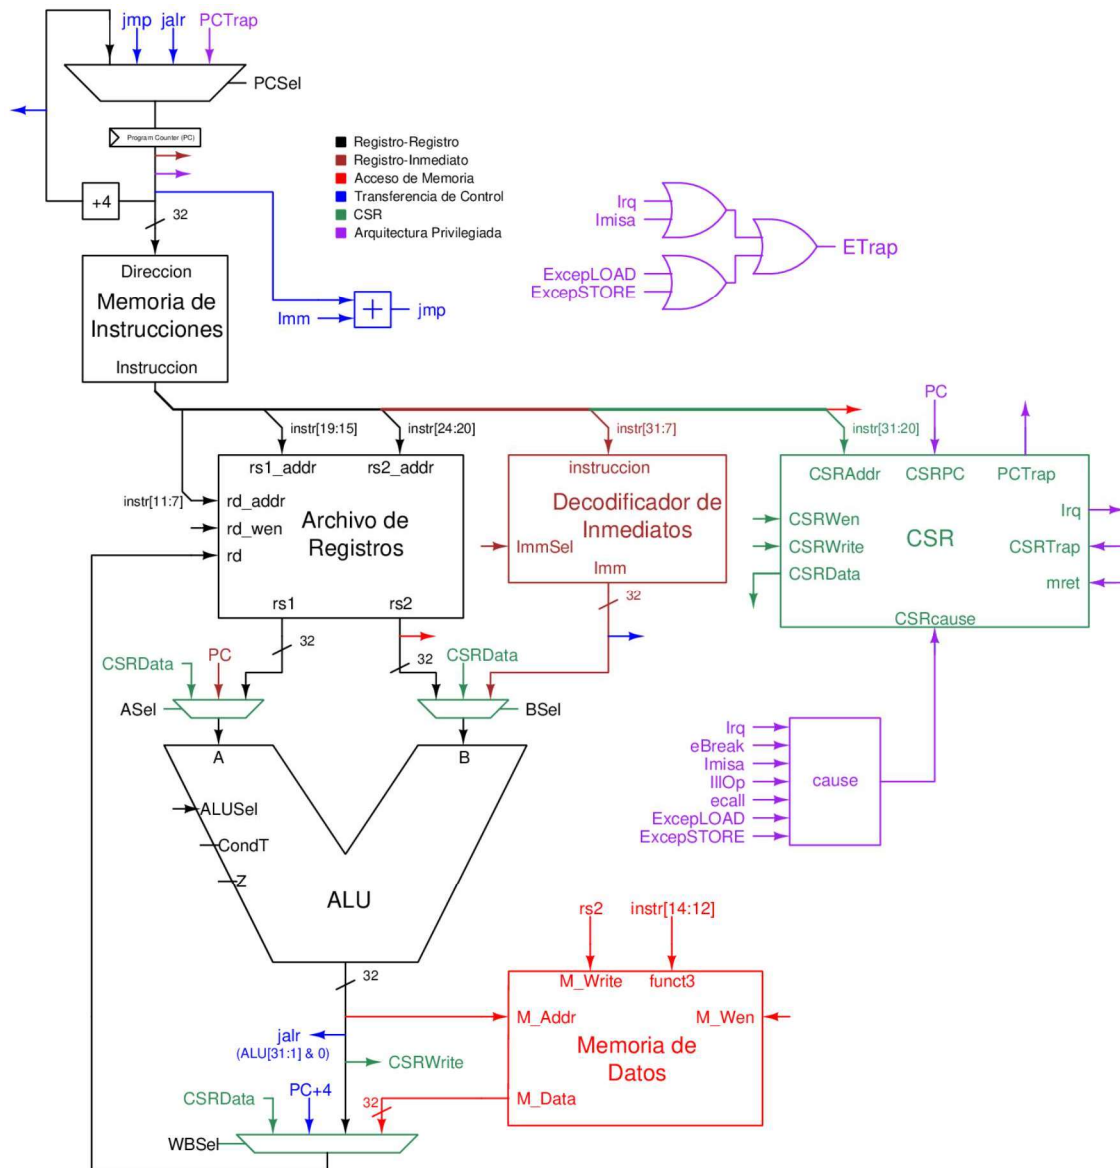 jmp jalr PCTrap
PCSel
Program Counter (PC)
Registro-Registro
Registro-Inmediato
Acceso de Memoria
Transferencia de Control
CSR
Arquitectura Privilegiada
+4
32
Irq
Imisa
ExcepLOAD
ExcepSTORE
ETrap
Direccion
Memoria de
Instrucciones
Instruccion
Imm
+
jmp
instr[19:15]
instr[24:20]
instr[31:7]
instr[31:20]
PC
instr[11:7]
rs1_addr rs2_addr
rd_addr
rd_wen
rd
Archivo de
Registros
rs1 rs2
instruccion
Decodificador de
Inmediatos
ImmSel
Imm
CSRAddr CSRPC PCTrap
CSRWen
CSRWrite
CSRData
CSR
Irq
CSRTrap
mret
CSRcause
32
32
32
CSRData
PC
ASel
CSRData
BSel
A B
ALUSel
CondT
Z
ALU
Irq
eBreak
Imisa
IllOp
ecall
ExcepLOAD
ExcepSTORE
cause
32
rs2 instr[14:12]
M_Write funct3
M_Addr M_Wen
Memoria de
Datos
M_Data
jalr
(ALU[31:1] & 0)
CSRWrite
CSRData
PC+4
32
WBSel